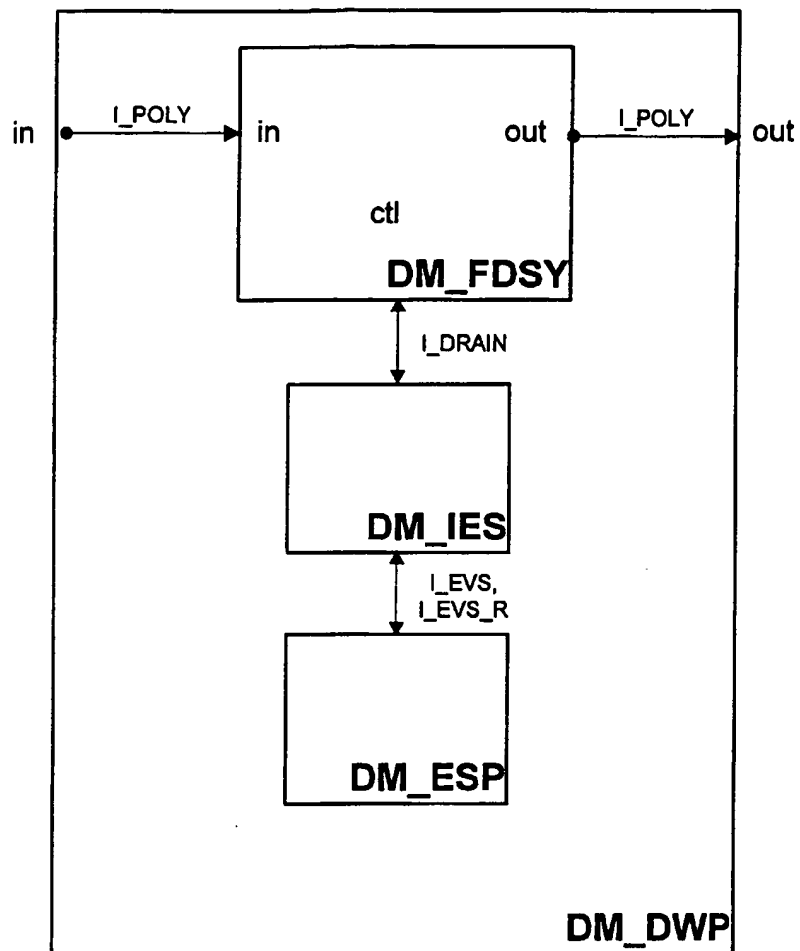 in I_POLY in out I_POLY out
ctl
DM_FDSY
I_DRAIN
DM_IES
I_EVS,
I_EVS_R
DM_ESP
DM_DWP